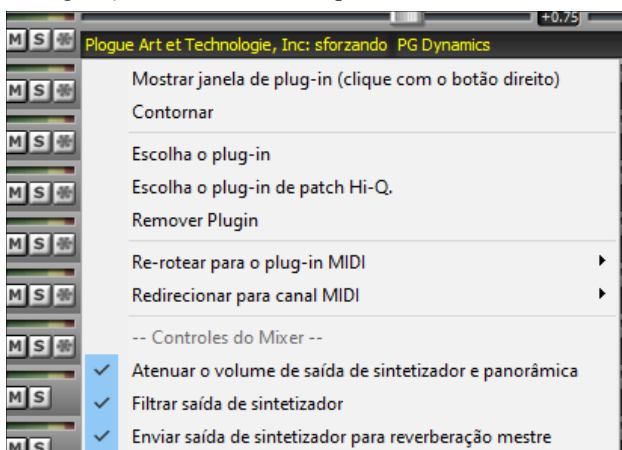 +0.75
M S
Plogue Art et Technologie, Inc: sforzando PG Dynamics
Mostrar janela de plug-in (clique com o botão direito)
M S
Contornar
M S
Escolha o plug-in
Escolha o plug-in de patch Hi-Q.
M S
Remover Plugin
M S
Re-rotear para o plug-in MIDI
M S
Redirecionar para canal MIDI
M S
-- Controles do Mixer --
Atenuar o volume de saída de sintetizador e panorâmica
M S
Filtrar saída de sintetizador
M S
Enviar saída de sintetizador para reverberação mestre